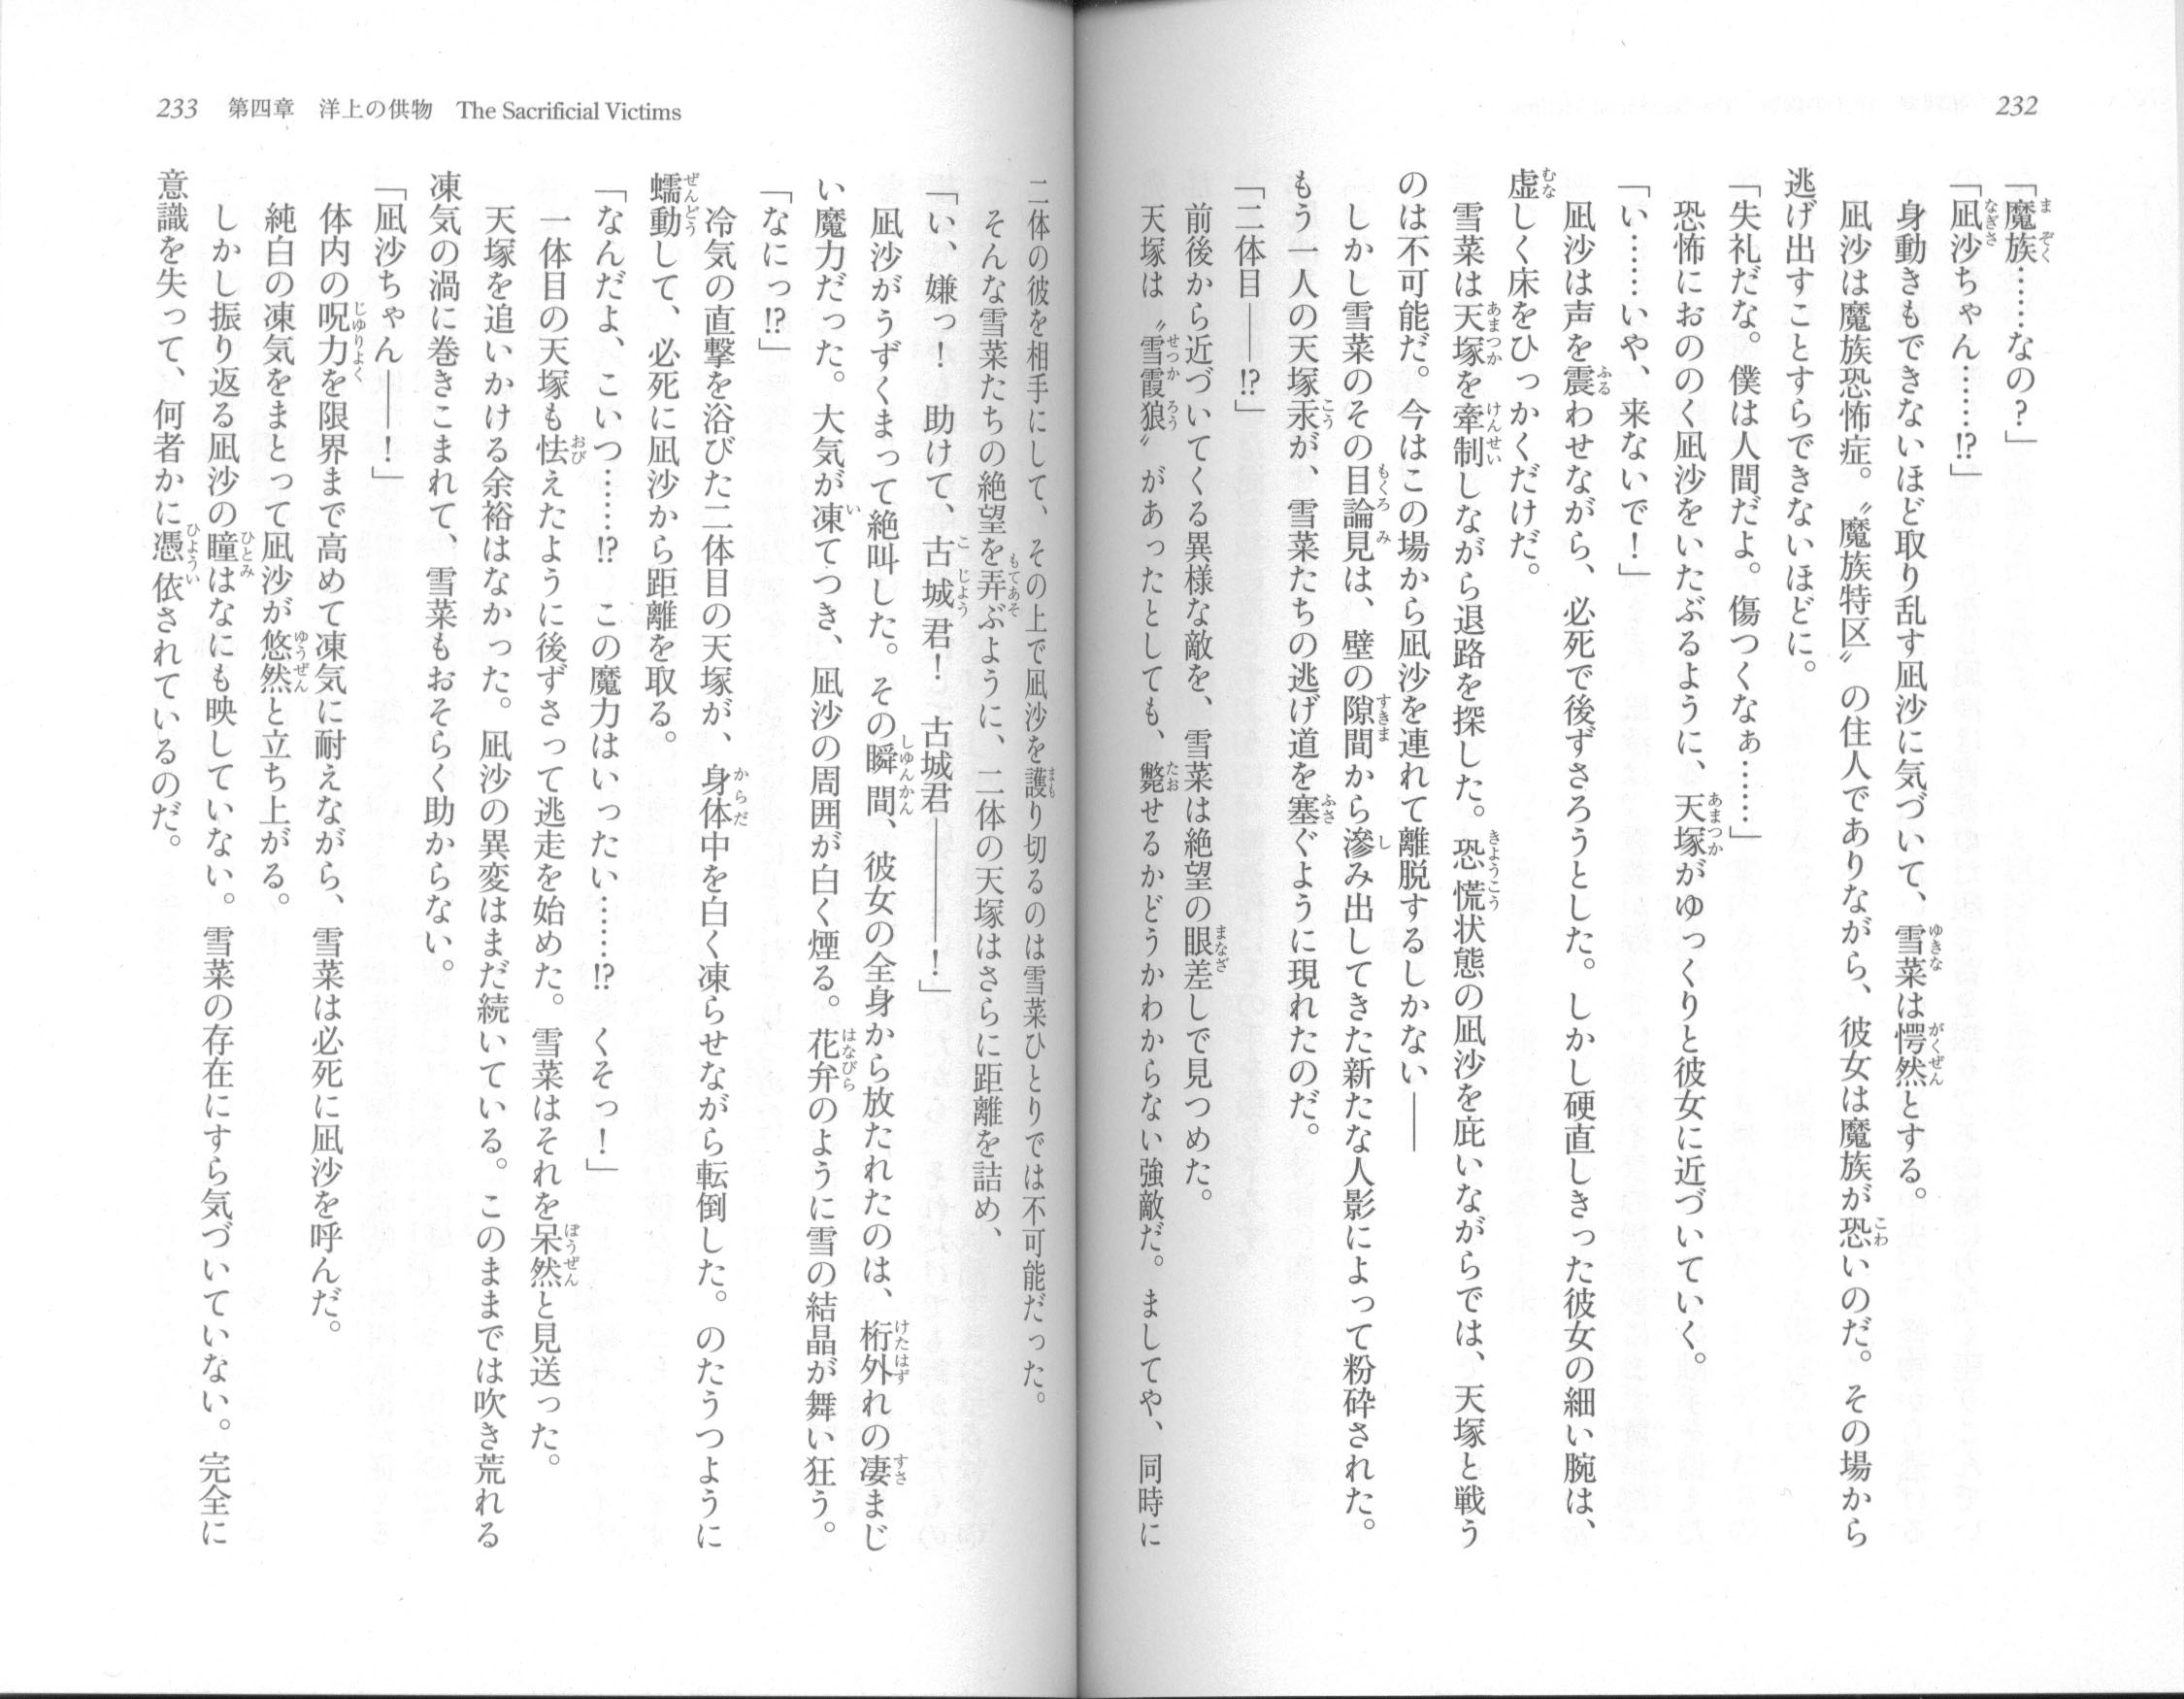 232
「魔族……なの？」
「凪沙ちゃん……!?」
身動きもできないほど取り乱す凪沙に気づいて、雪菜は愕然とする。
凪沙は魔族恐怖症。〝魔族特区〟の住人でありながら、彼女は魔族が恐いのだ。その場から
逃げ出すことすらできないほどに。
「失礼だな。僕は人間だよ。傷つくなぁ……」
恐怖におののく凪沙をいたぶるように、天塚がゆっくりと彼女に近づいていく。
「い……いや、来ないで！」
凪沙は声を震わせながら、必死で後ずさろうとした。しかし硬直しきった彼女の細い腕は、
虚しく床をひっかくだけだ。
雪菜は天塚を牽制しながら退路を探した。恐慌状態の凪沙を庇いながらでは、天塚と戦う
のは不可能だ。今はこの場から凪沙を連れて離脱するしかない――
しかし雪菜のその目論見は、壁の隙間から滲み出してきた新たな人影によって粉砕された。
もう一人の天塚汞が、雪菜たちの逃げ道を塞ぐように現れたのだ。
「二体目――!?」
前後から近づいてくる異様な敵を、雪菜は絶望の眼差しで見つめた。
天塚は〝雪霞狼〟があったとしても、斃せるかどうかわからない強敵だ。ましてや、同時に
233 第四章 洋上の供物 The Sacrificial Victims
二体の彼を相手にして、その上で凪沙を護り切るのは雪菜ひとりでは不可能だった。
そんな雪菜たちの絶望を弄ぶように、二体の天塚はさらに距離を詰め、
「い、嫌っ！ 助けて、古城君！ 古城君――――！」
凪沙がうずくまって絶叫した。その瞬間、彼女の全身から放たれたのは、桁外れの凄まじ
い魔力だった。大気が凍てつき、凪沙の周囲が白く煙る。花弁のように雪の結晶が舞い狂う。
「なにっ!?」
冷気の直撃を浴びた二体目の天塚が、身体中を白く凍らせながら転倒した。のたうつように
蠕動して、必死に凪沙から距離を取る。
「なんだよ、こいつ……!? この魔力はいったい……!? くそっ！」
一体目の天塚も怯えたように後ずさって逃走を始めた。雪菜はそれを呆然と見送った。
天塚を追いかける余裕はなかった。凪沙の異変はまだ続いている。このままでは吹き荒れる
凍気の渦に巻きこまれて、雪菜もおそらく助からない。
「凪沙ちゃん――！」
体内の呪力を限界まで高めて凍気に耐えながら、雪菜は必死に凪沙を呼んだ。
純白の凍気をまとって凪沙が悠然と立ち上がる。
しかし振り返る凪沙の瞳はなにも映していない。雪菜の存在にすら気づいていない。完全に
意識を失って、何者かに憑依されているのだ。